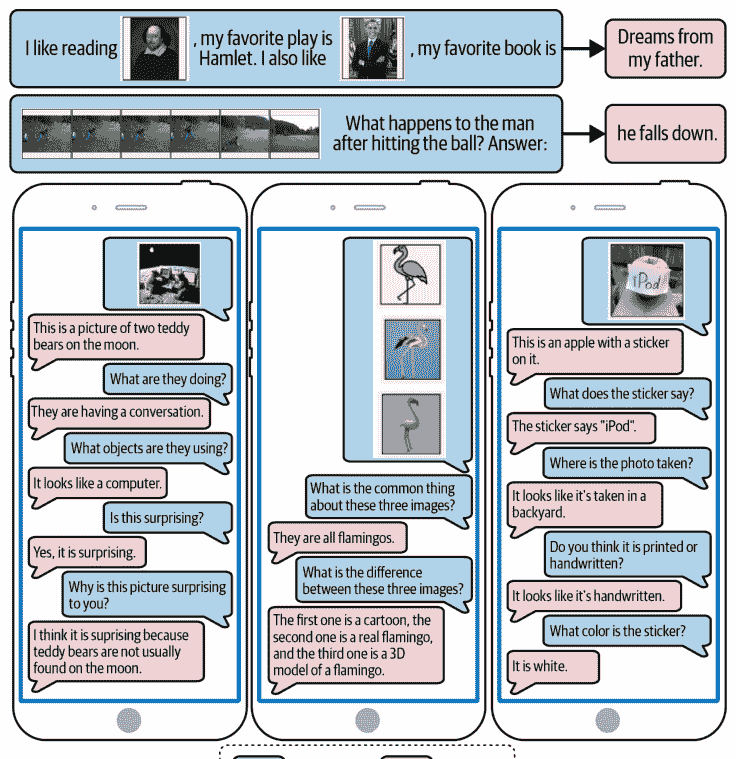 I like reading
, my favorite play is
Hamlet. I also like
, my favorite book is
Dreams from
my father.
What happens to the man
after hitting the ball? Answer:
he falls down.
This is a picture of two teddy
bears on the moon.
What are they doing?
They are having a conversation.
What objects are they using?
It looks like a computer.
Is this surprising?
Yes, it is surprising.
Why is this picture surprising
to you?
I think it is suprising because
teddy bears are not usually
found on the moon.
What is the common thing
about these three images?
They are all flamingos.
What is the difference
between these three images?
The first one is a cartoon, the
second one is a real flamingo,
and the third one is a 3D
model of a flamingo.
iPod
This is an apple with a sticker
on it.
What does the sticker say?
The sticker says "iPod".
Where is the photo taken?
It looks like it's taken in a
backyard.
Do you think it is printed or
handwritten?
It looks like it's handwritten.
What color is the sticker?
It is white.